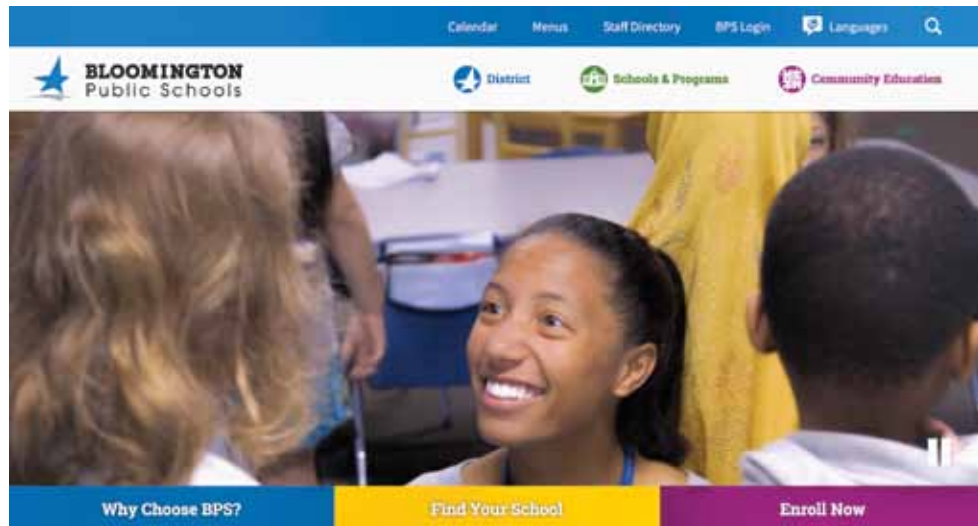 Calendar Menus Staff Directory BPS Login Languages
BLOOMINGTON
Public Schools
District Schools & Programs Community Education
Why Choose BPS? Find Your School Enroll Now